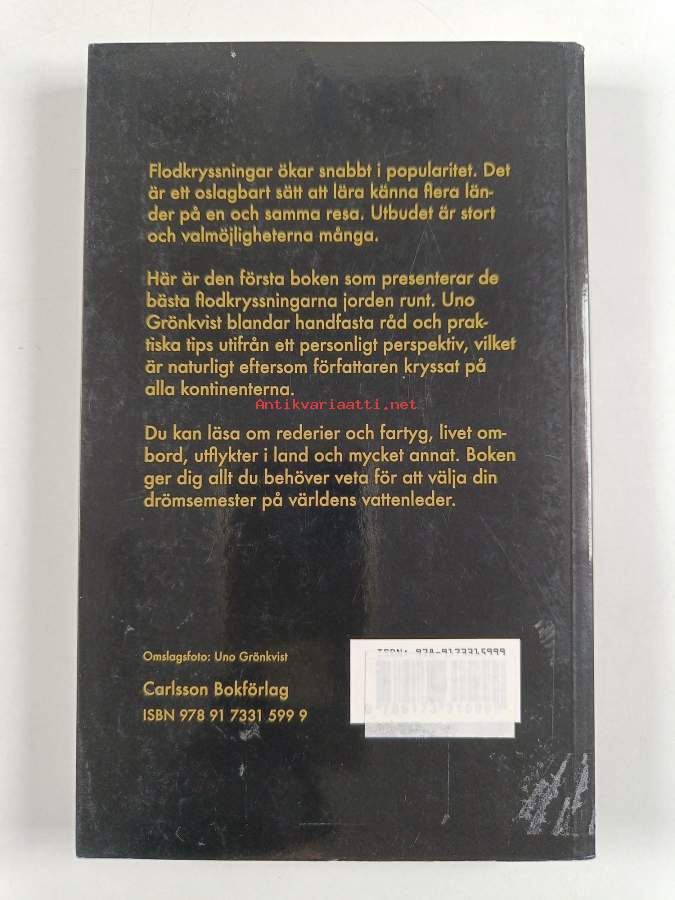 Flodkryssningar ökar snabbt i popularitet. Det
är ett oslagbart sätt att lära känna flera län-
der på en och samma resa. Utbudet är stort
och valmöjligheterna många.
Här är den första boken som presenterar de
bästa flodkryssningarna jorden runt. Uno
Grönkvist blandar handfasta råd och prak-
tiska tips utifrån ett personligt perspektiv, vilket
är naturligt eftersom författaren kryssat på
alla kontinenterna.
Antikvariaatti.net
Du kan läsa om rederier och fartyg, livet om-
bord, utflykter i land och mycket annat. Boken
ger dig allt du behöver veta för att välja din
drömsemester på världens vattenleder.
Omslagsfoto: Uno Grönkvist
Carlsson Bokförlag
ISBN 978 91 7331 599 9
ISBN: 978-9173315999